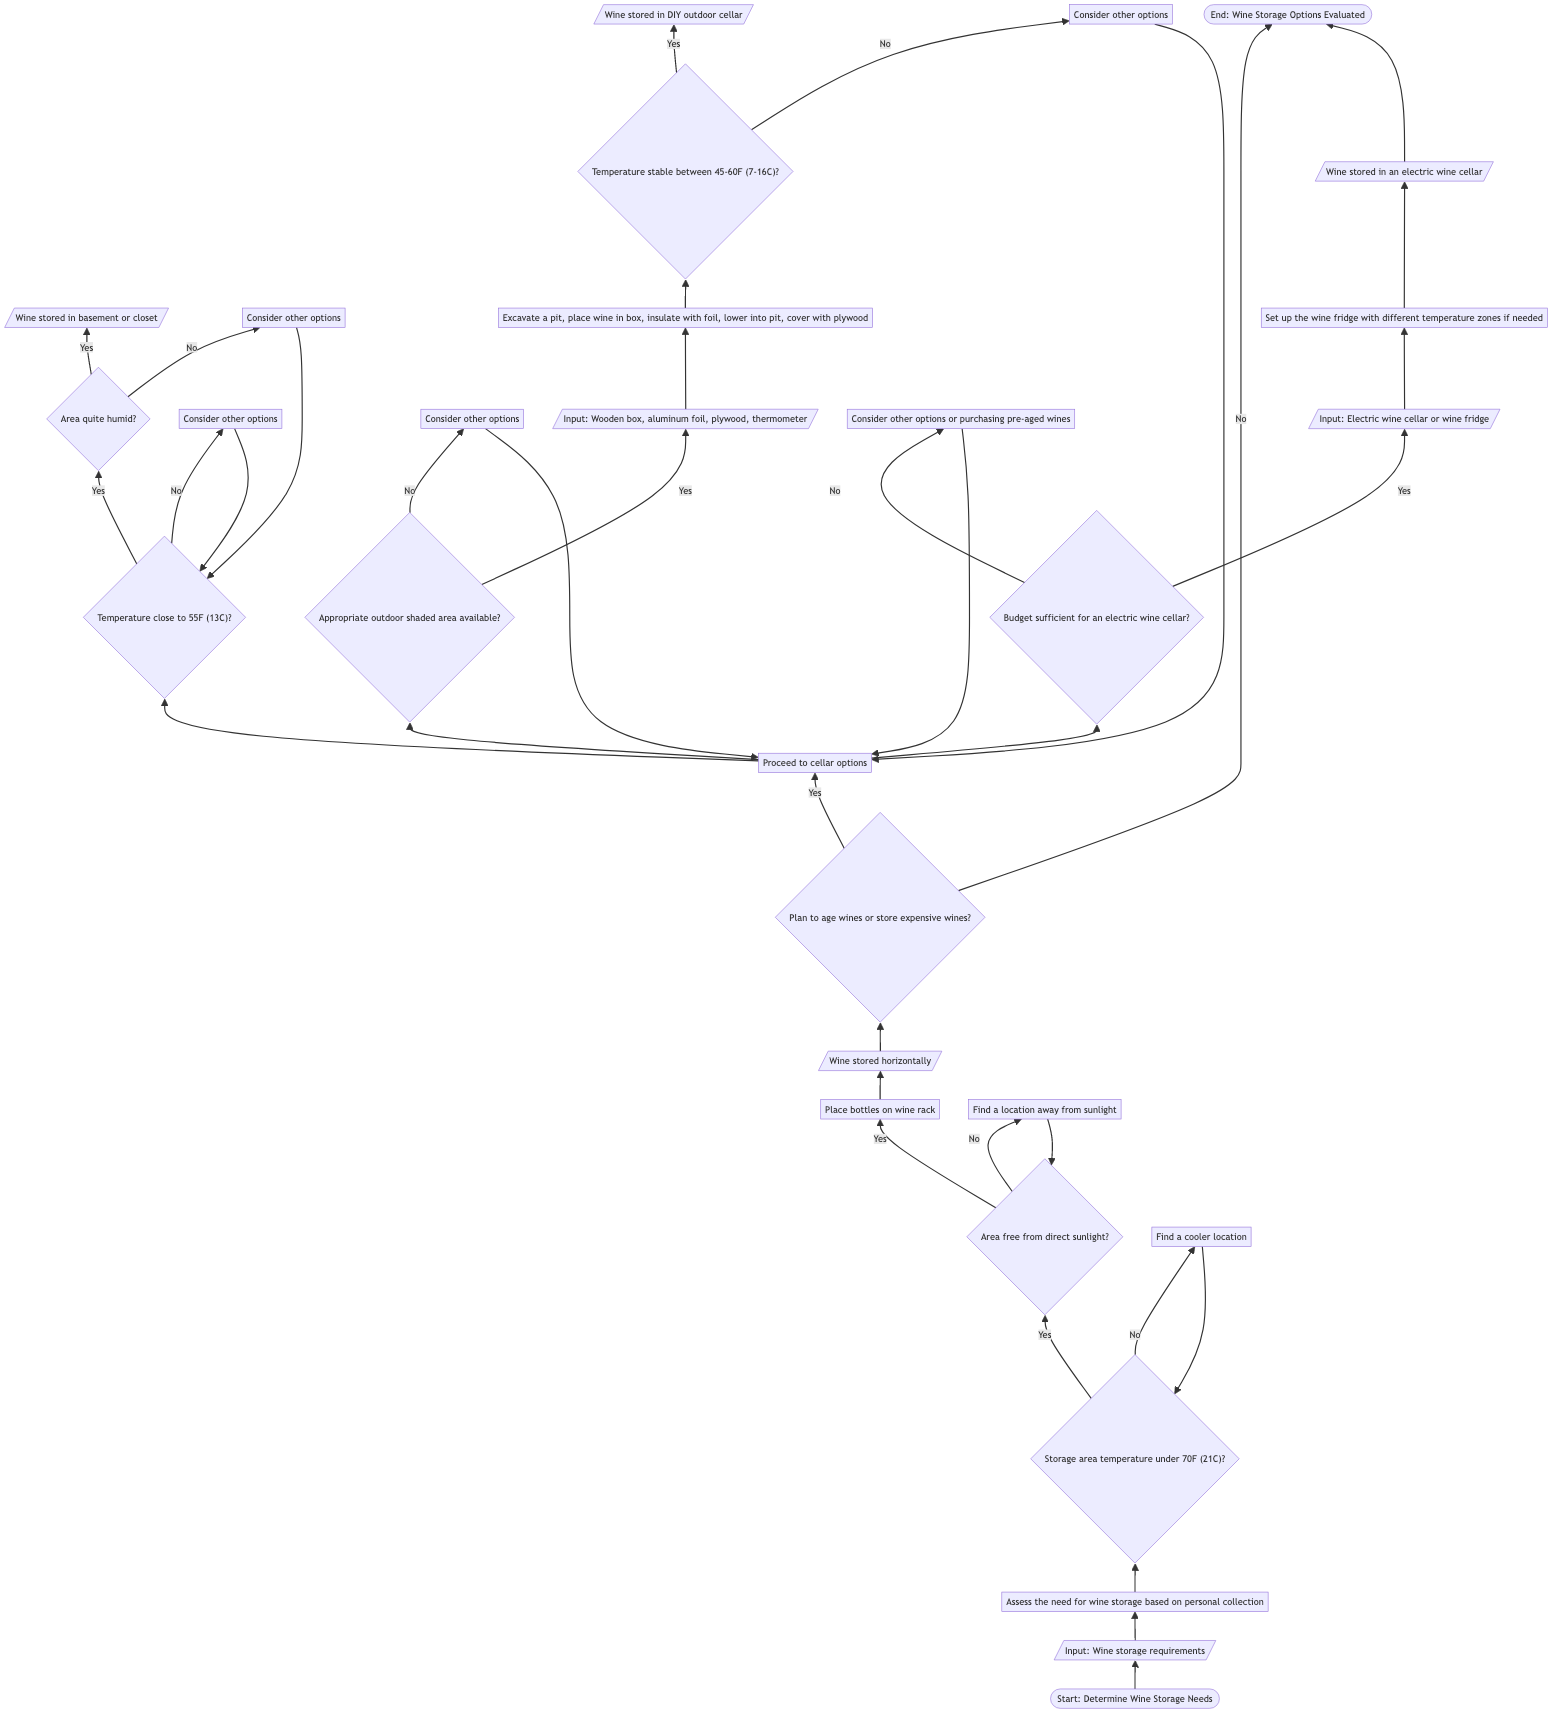 Wine stored in DIY outdoor cellar
Consider other options
End: Wine Storage Options Evaluated
Yes
No
Temperature stable between 45-60F (7-16C)?
Wine stored in an electric wine cellar
Wine stored in basement or closet
Consider other options
Excavate a pit, place wine in box, insulate with foil, lower into pit, cover with plywood
Set up the wine fridge with different temperature zones if needed
Yes
No
Area quite humid?
Consider other options
Consider other options
Input: Wooden box, aluminum foil, plywood, thermometer
Consider other options or purchasing pre-aged wines
No
Input: Electric wine cellar or wine fridge
Yes
No
No
Yes
No
Yes
Temperature close to 55F (13C)?
Appropriate outdoor shaded area available?
Budget sufficient for an electric wine cellar?
Proceed to cellar options
Yes
Plan to age wines or store expensive wines?
Wine stored horizontally
Place bottles on wine rack
Find a location away from sunlight
Yes
No
Area free from direct sunlight?
Find a cooler location
Yes
No
Storage area temperature under 70F (21C)?
Assess the need for wine storage based on personal collection
Input: Wine storage requirements
Start: Determine Wine Storage Needs